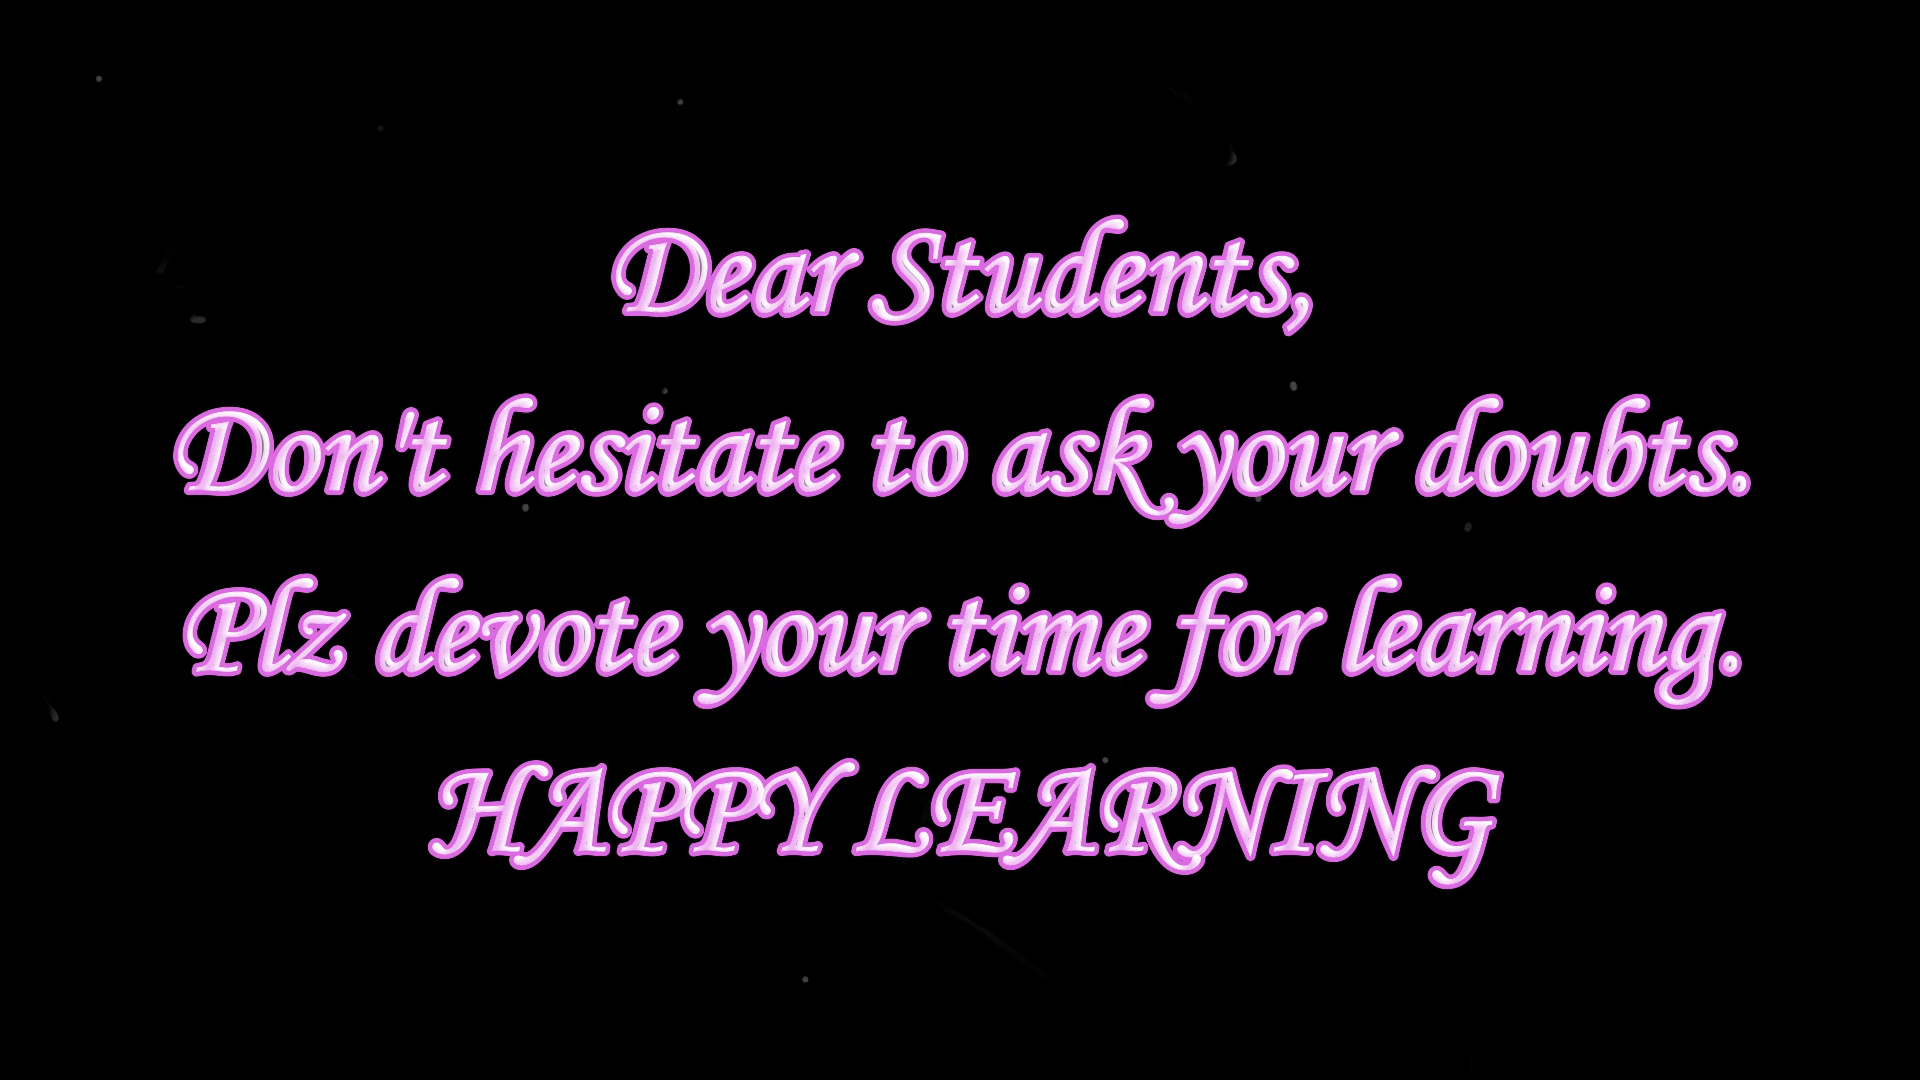 Dear Students,
Don't hesitate to ask your doubts.
Plz devote your time for learning.
HAPPY LEARNING